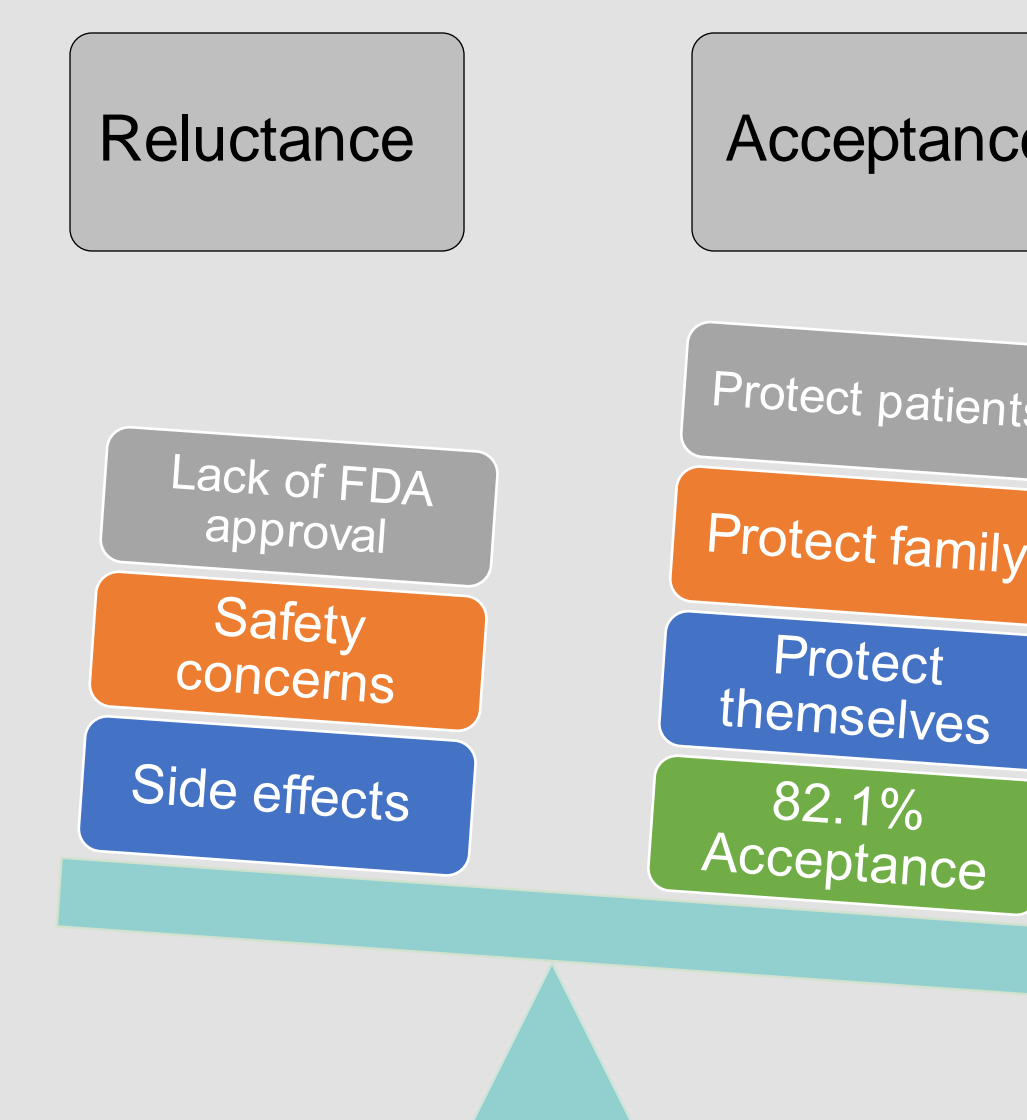 Reluctance
Acceptance
Lack of FDA
approval
Safety
concerns
Side effects
Protect patients
Protect family
Protect
themselves
82.1%
Acceptance